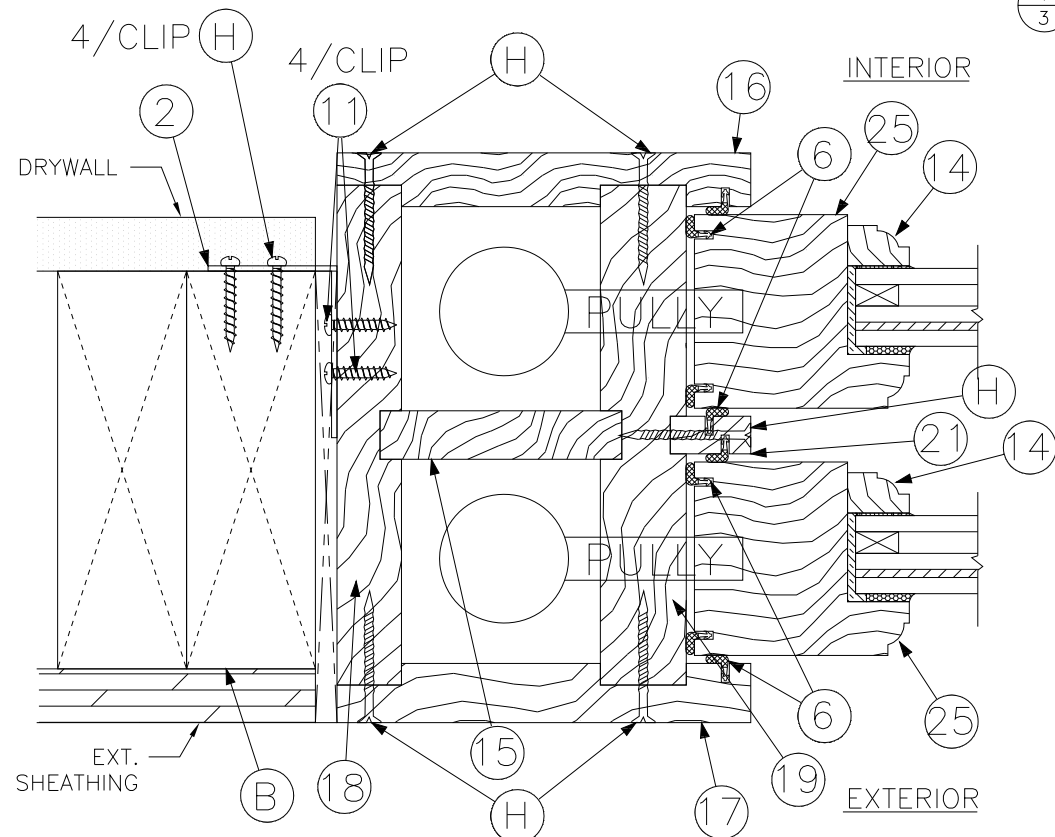 3
4/CLIP H
4/CLIP
H
INTERIOR
2
11
16
6
25
14
DRYWALL
PULLY
H
21
14
PULLY
EXT.
SHEATHING
B
18
15
H
17
19
6
25
EXTERIOR